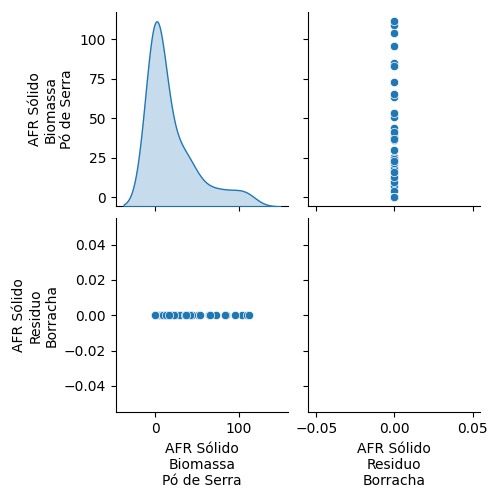 100
75
50
25
0
AFR Sólido
Biomassa
Pó de Serra
0.04
0.02
0.00
−0.02
−0.04
AFR Sólido
Residuo
Borracha
0
100
AFR Sólido
Biomassa
Pó de Serra
−0.05
0.00
0.05
AFR Sólido
Residuo
Borracha